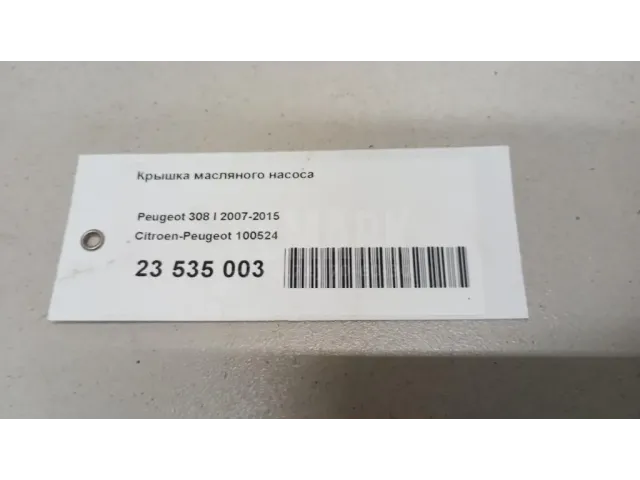 Крышка масляного насоса
Peugeot 308 I 2007-2015
Citroen-Peugeot 100524
23 535 003